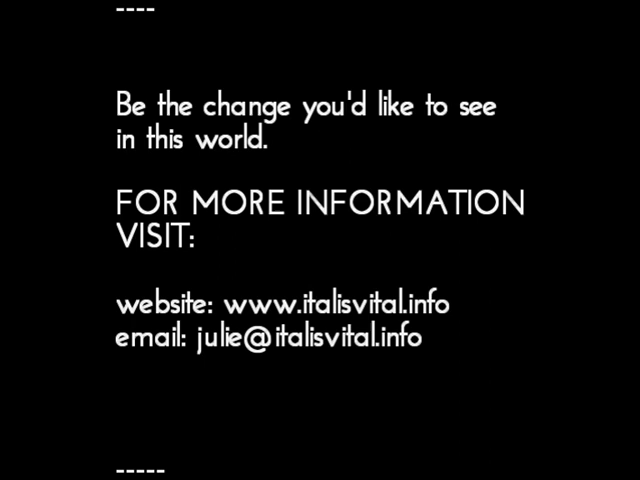 ----
Be the change you'd like to see
in this world.
FOR MORE INFORMATION
VISIT:
website: www.italisvital.info
email: julie@italisvital.info
-----